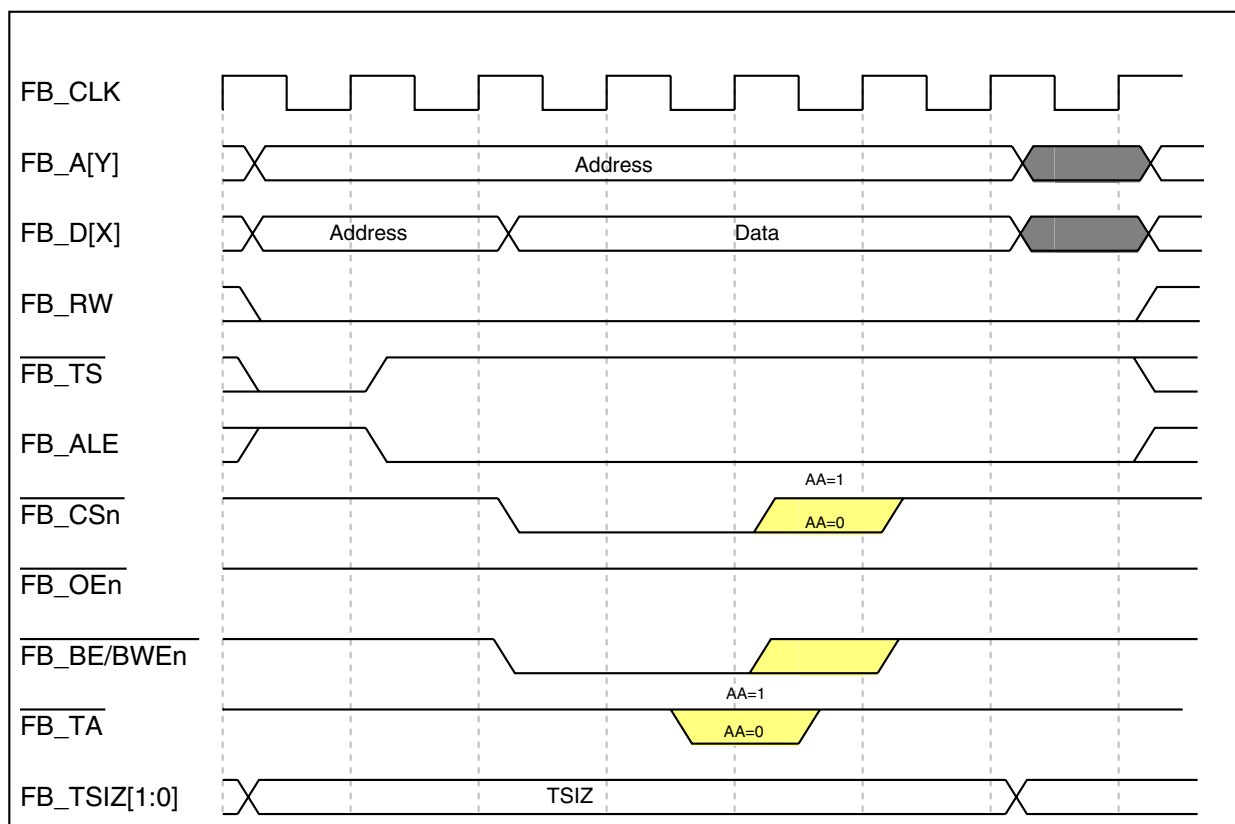 FB_CLK
FB_A[Y]
Address
FB_D[X]
Address
Data
FB_RW
FB_TS
FB_ALE
AA=1
FB_CSn
AA=0
FB_OEn
FB_BE/BWEn
AA=1
FB_TA
AA=0
FB_TSIZ[1:0]
TSIZ